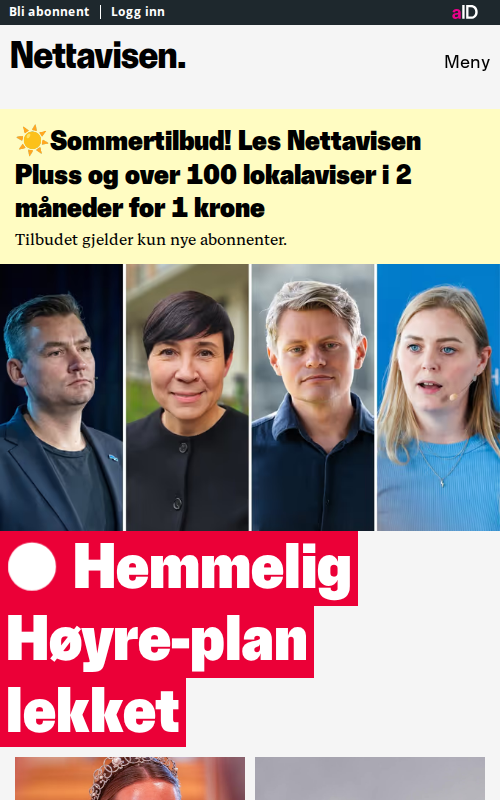 Bli abonnent | Logg inn
aID
Nettavisen.
Meny
☀️Sommertilbud! Les Nettavisen
Pluss og over 100 lokalaviser i 2
måneder for 1 krone
Tilbudet gjelder kun nye abonnenter.
Hemmelig
Høyre-plan
lekket